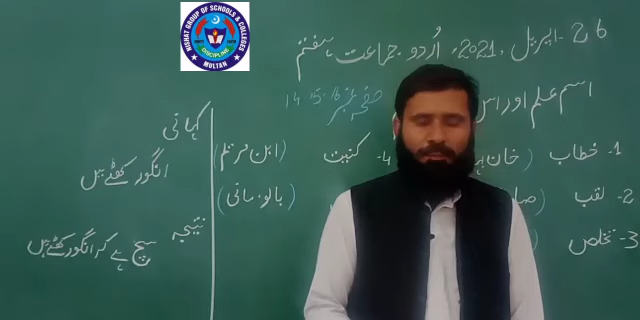 NISHAT GROUP OF SCHOOLS & COLLEGES
DISCIPLINE
MULTAN
26 اپریل، 2021، اُردو جماعت ہفتم
صفحہ نمبر 14، 15، 16
اسم علم اور اس
1- خطاب (خان
4- کنیت (ابن مریم)
2- لقب (
(بالو، مانی)
3- تخلص (
کہانی
انگور کھٹے ہیں
نتیجہ
سچ ہے کہ انگور کھٹے ہیں